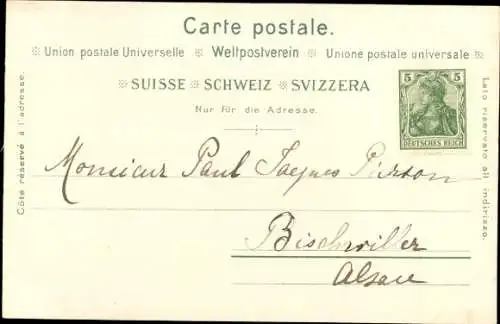 Carte postale.
※ Union postale Universelle ※ Weltpostverein ※ Unione postale universale ※
※ SUISSE ※ SCHWEIZ ※ SVIZZERA
Nur für die Adresse.
Côté réservé à l'adresse.
5 5
DEUTSCHES REICH
Lato riservato all indirizzo.
Monsieur Paul Jacques Pierson
Bischwiller
Alsace